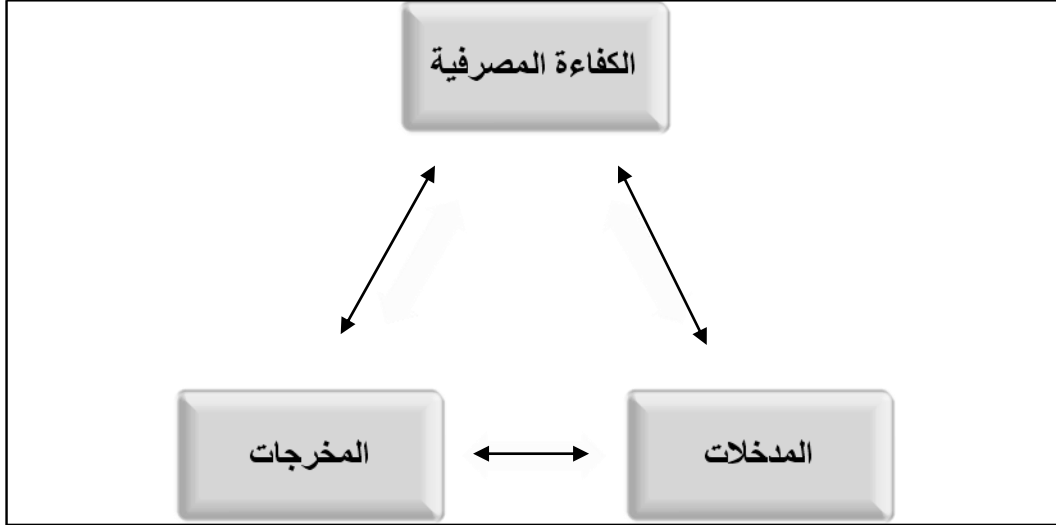 الكفاءة المصرفية
المدخلات
المخرجات